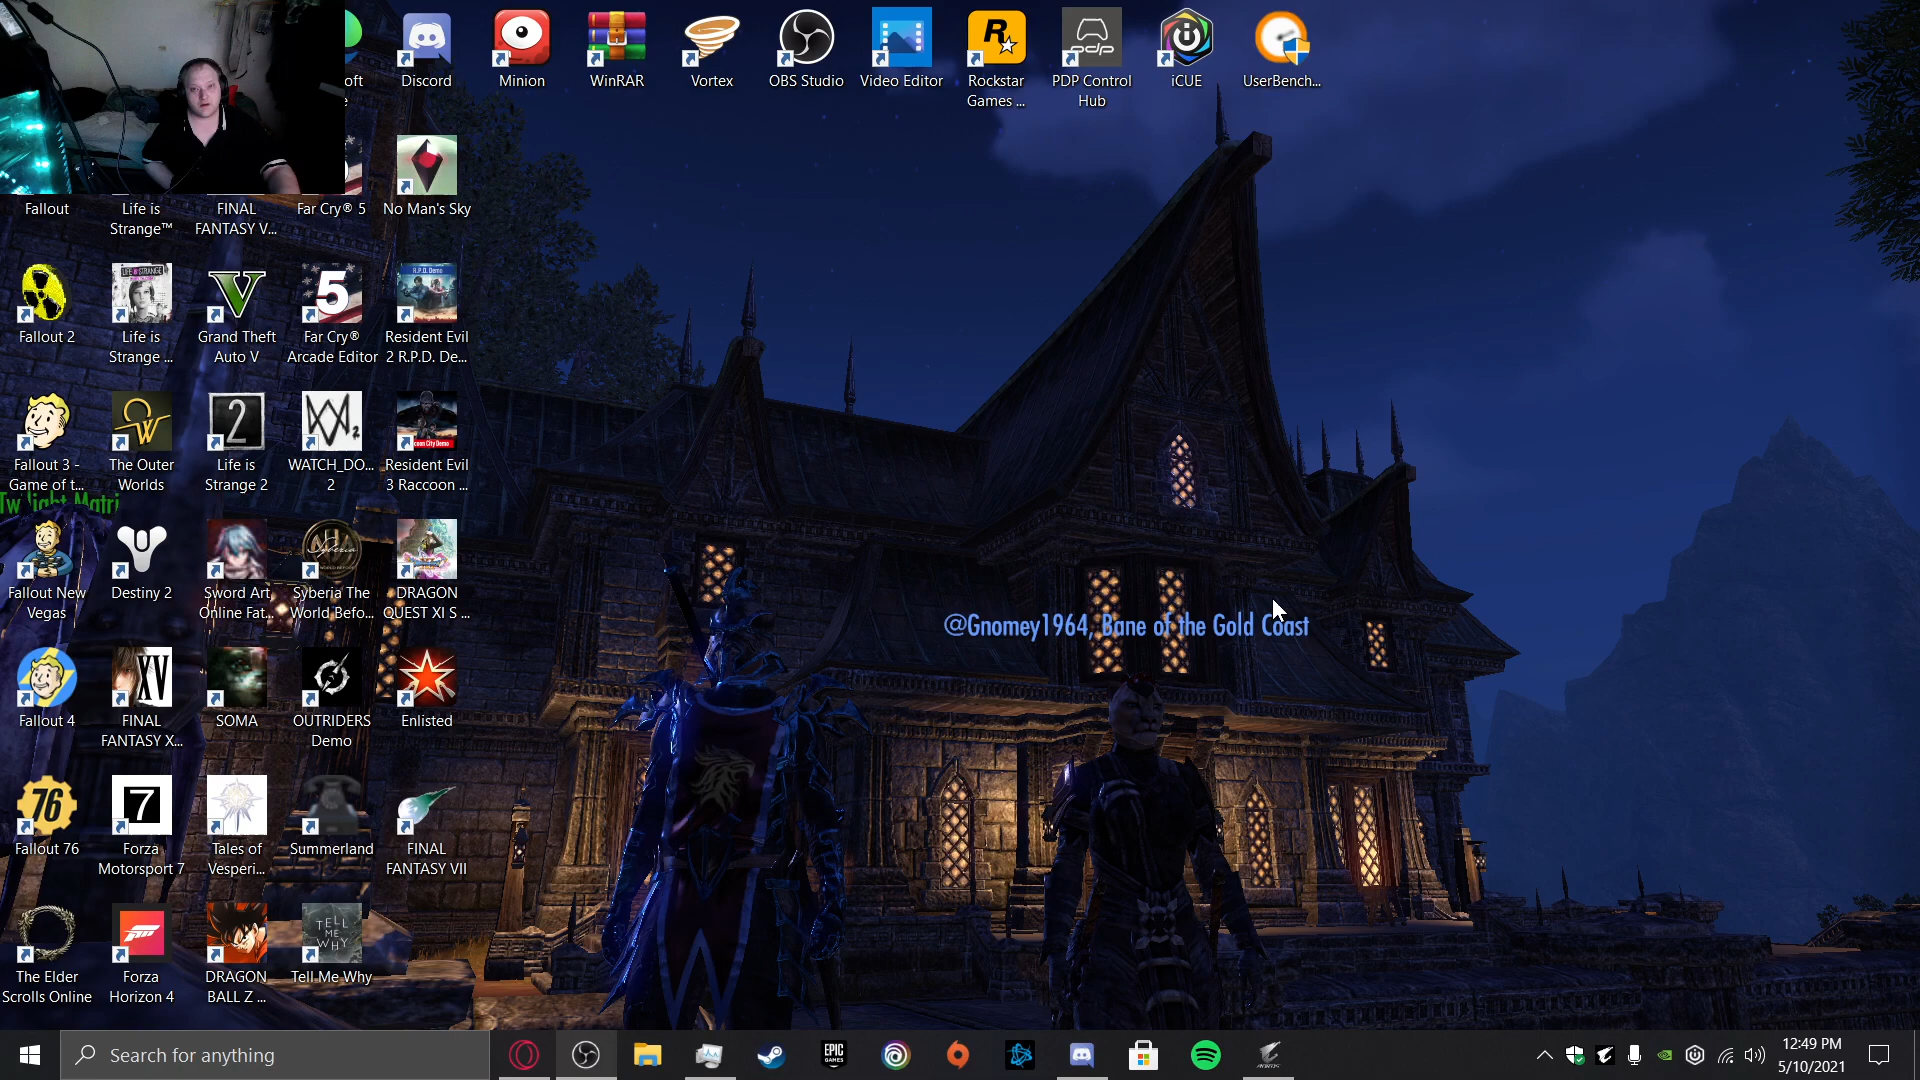 oft
e
Discord
Minion
WinRAR
Vortex
OBS Studio
Video Editor
Rockstar
Games ...
PDP Control
Hub
iCUE
UserBench...
Fallout
Life is
Strange™
FINAL
FANTASY V...
Far Cry® 5
No Man's Sky
Fallout 2
Life is
Strange ...
Grand Theft
Auto V
Far Cry®
Arcade Editor
Resident Evil
2 R.P.D. De...
Fallout 3 -
Game of t...
The Outer
Worlds
Life is
Strange 2
WATCH_DO...
2
Resident Evil
3 Raccoon ...
Twilight Matri
Fallout New
Vegas
Destiny 2
Sword Art
Online Fat...
Syberia The
World Befo...
DRAGON
QUEST XI S ...
@Gnomey1964, Bane of the Gold Coast
Fallout 4
FINAL
FANTASY X...
SOMA
OUTRIDERS
Demo
Enlisted
Fallout 76
Forza
Motorsport 7
Tales of
Vesperi...
Summerland
FINAL
FANTASY VII
The Elder
Scrolls Online
Forza
Horizon 4
DRAGON
BALL Z ...
Tell Me Why
Search for anything
12:49 PM
5/10/2021